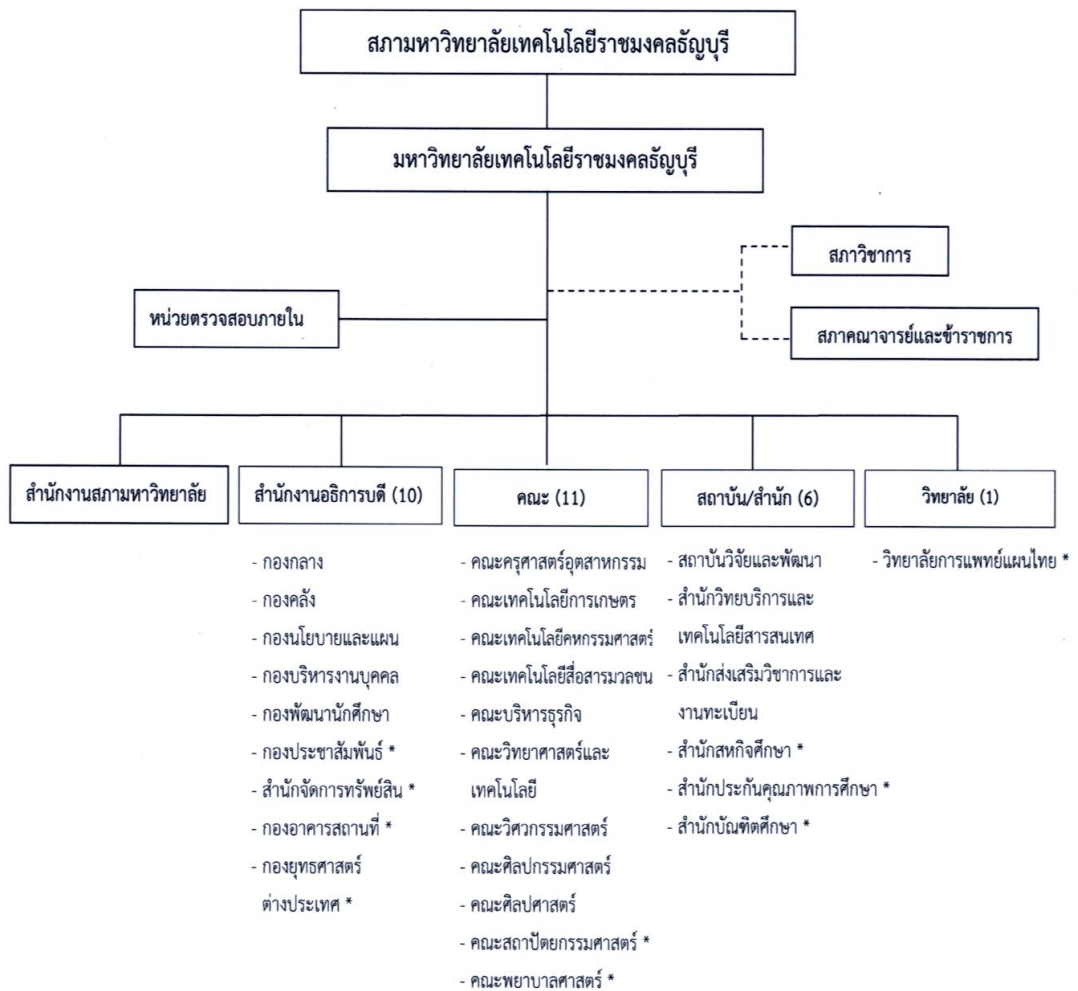 สภามหาวิทยาลัยเทคโนโลยีราชมงคลธัญบุรี
มหาวิทยาลัยเทคโนโลยีราชมงคลธัญบุรี
สภาวิชาการ
หน่วยตรวจสอบภายใน
สภาคณาจารย์และข้าราชการ
สำนักงานสภามหาวิทยาลัย
สำนักงานอธิการบดี (10)
- กองกลาง
- กองคลัง
- กองนโยบายและแผน
- กองบริหารงานบุคคล
- กองพัฒนานักศึกษา
- กองประชาสัมพันธ์ *
- สำนักจัดการทรัพย์สิน *
- กองอาคารสถานที่ *
- กองยุทธศาสตร์
ต่างประเทศ *
คณะ (11)
- คณะครุศาสตร์อุตสาหกรรม
- คณะเทคโนโลยีการเกษตร
- คณะเทคโนโลยีคหกรรมศาสตร์
- คณะเทคโนโลยีสื่อสารมวลชน
- คณะบริหารธุรกิจ
- คณะวิทยาศาสตร์และ
เทคโนโลยี
- คณะวิศวกรรมศาสตร์
- คณะศิลปกรรมศาสตร์
- คณะศิลปศาสตร์
- คณะสถาปัตยกรรมศาสตร์ *
- คณะพยาบาลศาสตร์ *
สถาบัน/สำนัก (6)
- สถาบันวิจัยและพัฒนา
- สำนักวิทยบริการและ
เทคโนโลยีสารสนเทศ
- สำนักส่งเสริมวิชาการและ
งานทะเบียน
- สำนักสหกิจศึกษา *
- สำนักประกันคุณภาพการศึกษา *
- สำนักบัณฑิตศึกษา *
วิทยาลัย (1)
- วิทยาลัยการแพทย์แผนไทย *